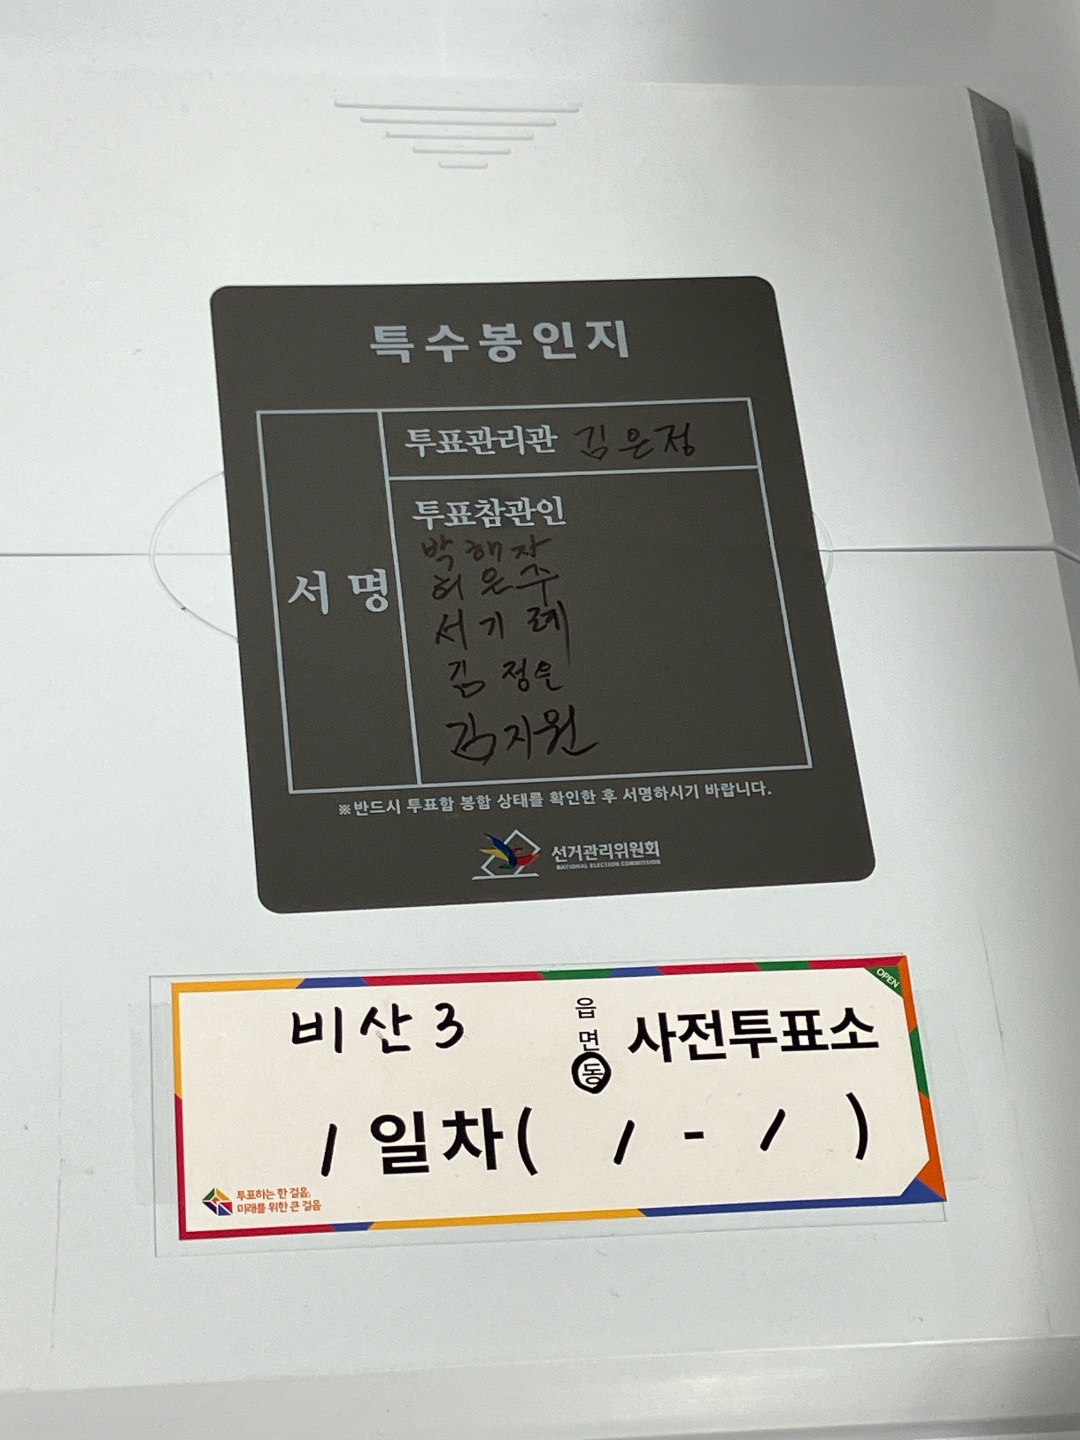 특수봉인지
서명
투표관리관 김은정
투표참관인
박해자
허은주
서기례
김정은
김지원
※반드시 투표함 봉함 상태를 확인한 후 서명하시기 바랍니다.
선거관리위원회
NATIONAL ELECTION COMMISSION
OPEN
비산3 읍 면 동 사전투표소
1일차( 1 - 1 )
투표하는 한 걸음,
미래를 위한 큰 걸음